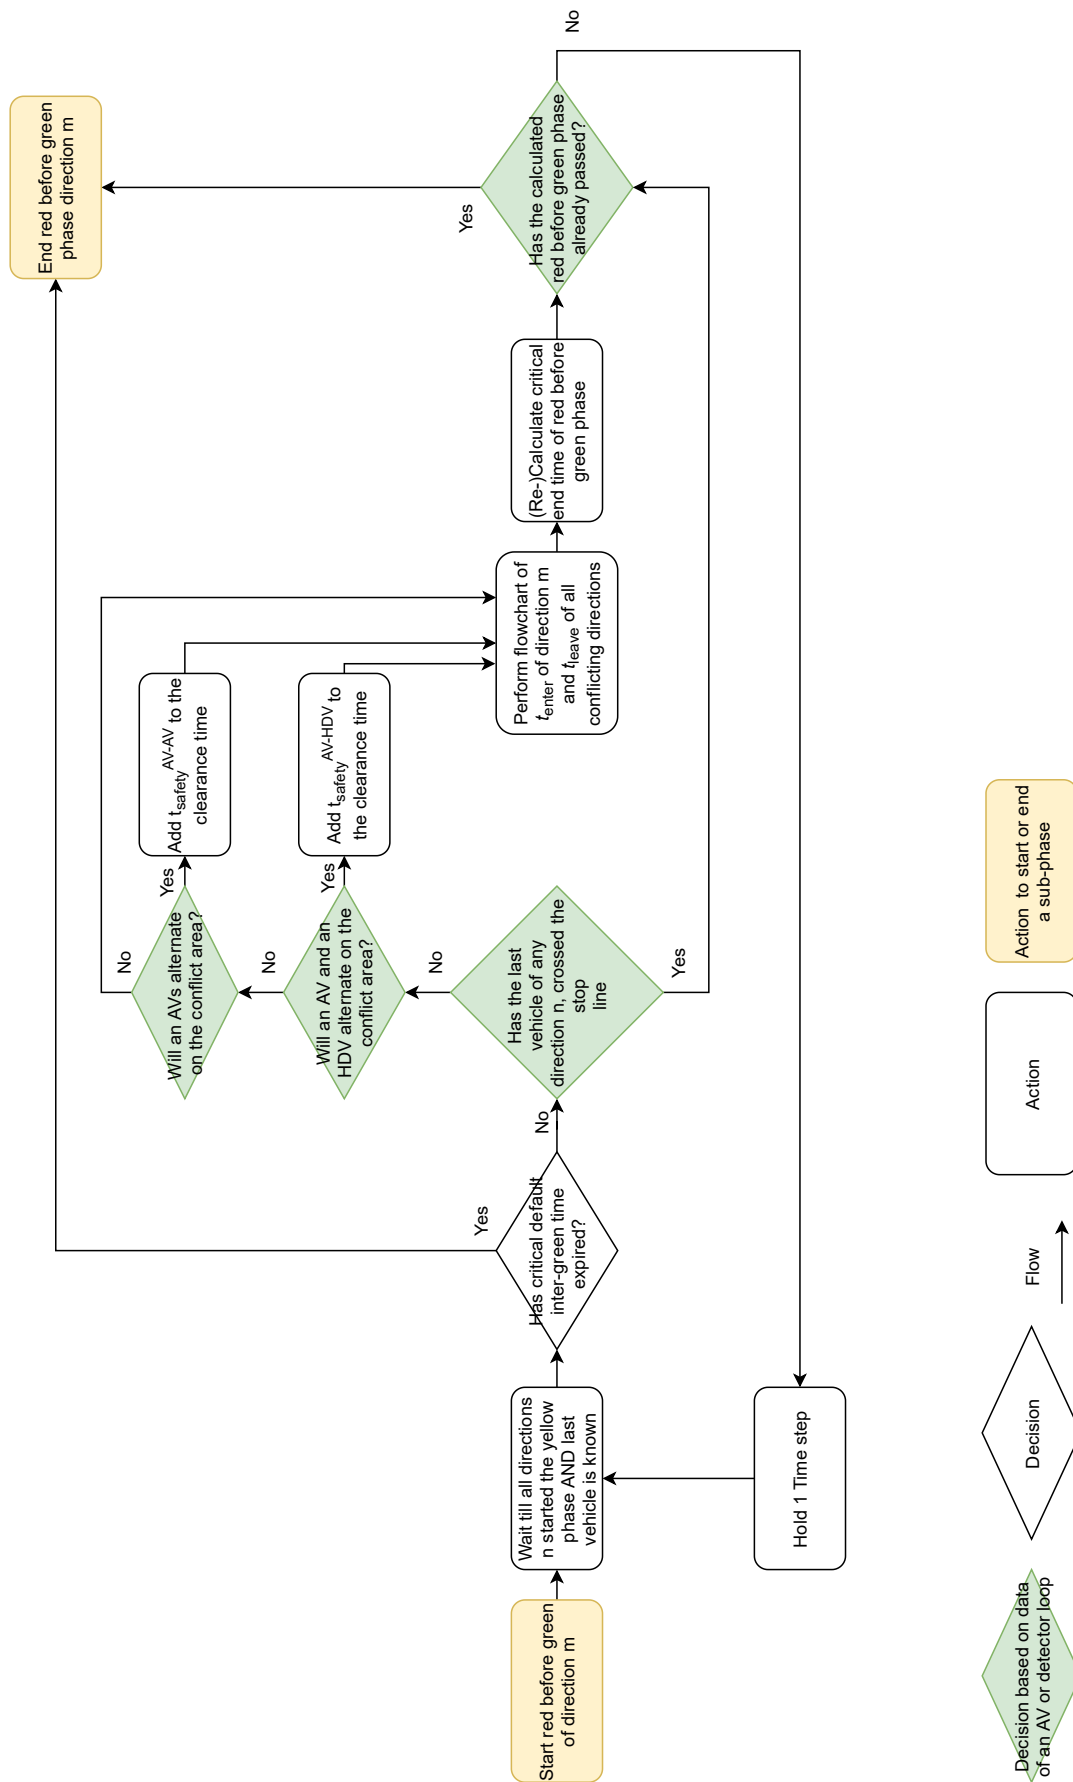 Start red before green
of direction m
Wait till all directions
n started the yellow
phase AND last
vehicle is known
Hold 1 Time step
Has critical default
inter-green time
expired?
Yes
No
Has the last
vehicle of any
direction n, crossed the
stop
line
Yes
No
Will an AV and an
HDV alternate on the
conflict area?
Yes
No
Will an AVs alternate
on the conflict area?
Yes
No
Add tsafetyAV-AV to the
clearance time
Add tsafetyAV-HDV to
the clearance time
Perform flowchart of
tenter of direction m
and tleave of all
conflicting directions
(Re-)Calculate critical
end time of red before
green phase
Has the calculated
red before green phase
already passed?
Yes
No
End red before green
phase direction m
Decision based on data
of an AV or detector loop
Decision
Flow
Action
Action to start or end
a sub-phase